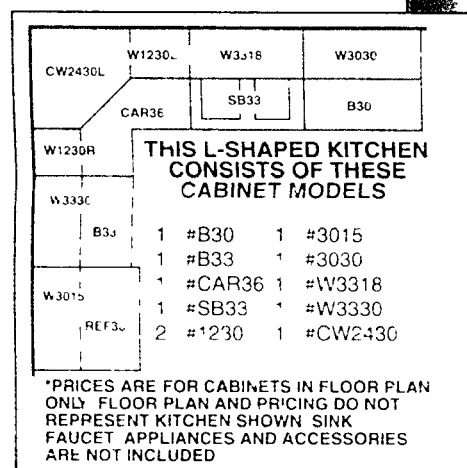 W1230L W3318 W3030
CW2430L
SB33 B30
CAR36
W1230R
THIS L-SHAPED KITCHEN
CONSISTS OF THESE
CABINET MODELS
W3330
B33
1 #B30 1 #3015
1 #B33 1 #3030
1 #CAR36 1 #W3318
1 #SB33 1 #W3330
2 #1230 1 #CW2430
W3015
REF36
*PRICES ARE FOR CABINETS IN FLOOR PLAN
ONLY FLOOR PLAN AND PRICING DO NOT
REPRESENT KITCHEN SHOWN SINK
FAUCET APPLIANCES AND ACCESSORIES
ARE NOT INCLUDED